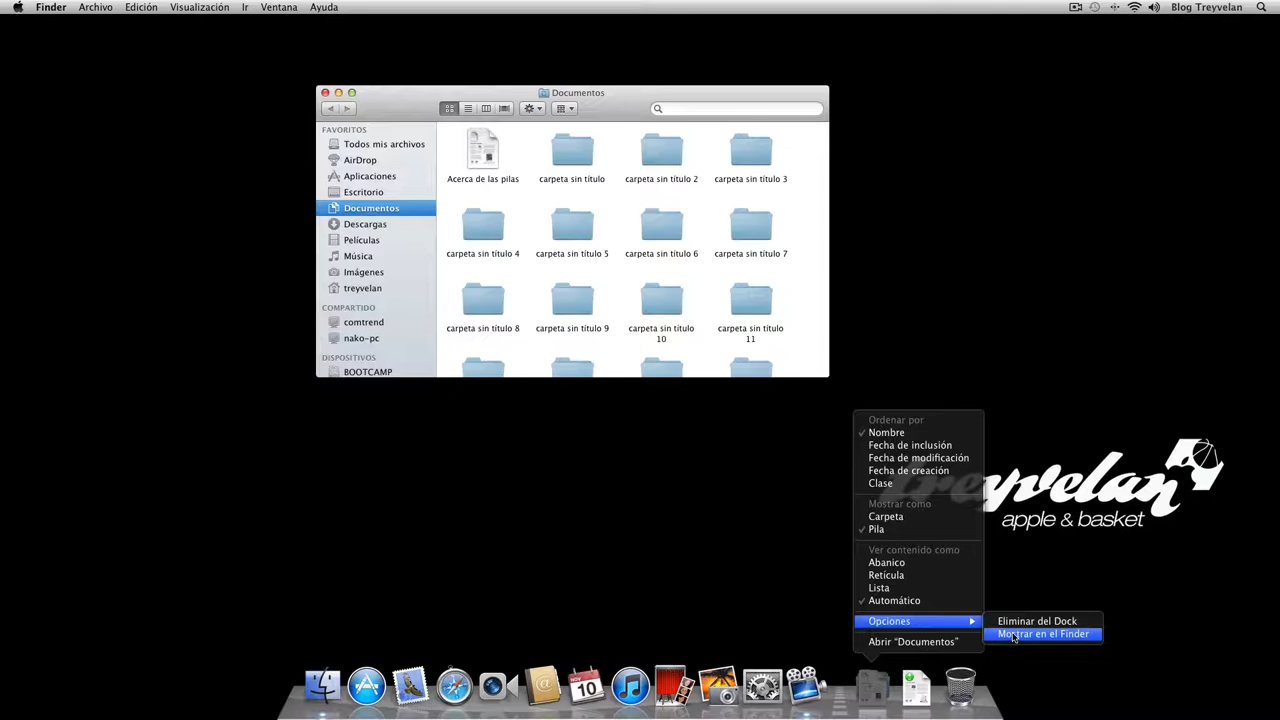 Finder Archivo Edición Visualización Ir Ventana Ayuda Blog Treyvelan
Documentos
FAVORITOS
Todos mis archivos
AirDrop
Aplicaciones
Escritorio
Documentos
Descargas
Películas
Música
Imágenes
treyvelan
COMPARTIDO
comtrend
nako-pc
DISPOSITIVOS
BOOTCAMP
Acerca de las pilas carpeta sin título carpeta sin título 2 carpeta sin título 3
carpeta sin título 4 carpeta sin título 5 carpeta sin título 6 carpeta sin título 7
carpeta sin título 8 carpeta sin título 9 carpeta sin título 10 carpeta sin título 11
Ordenar por
Nombre
Fecha de inclusión
Fecha de modificación
Fecha de creación
Clase
Mostrar como
Carpeta
Pila
Ver contenido como
Abanico
Retícula
Lista
Automático
Opciones
Abrir “Documentos”
Eliminar del Dock
Mostrar en el Finder
treyvelan
apple & basket
NOV
10